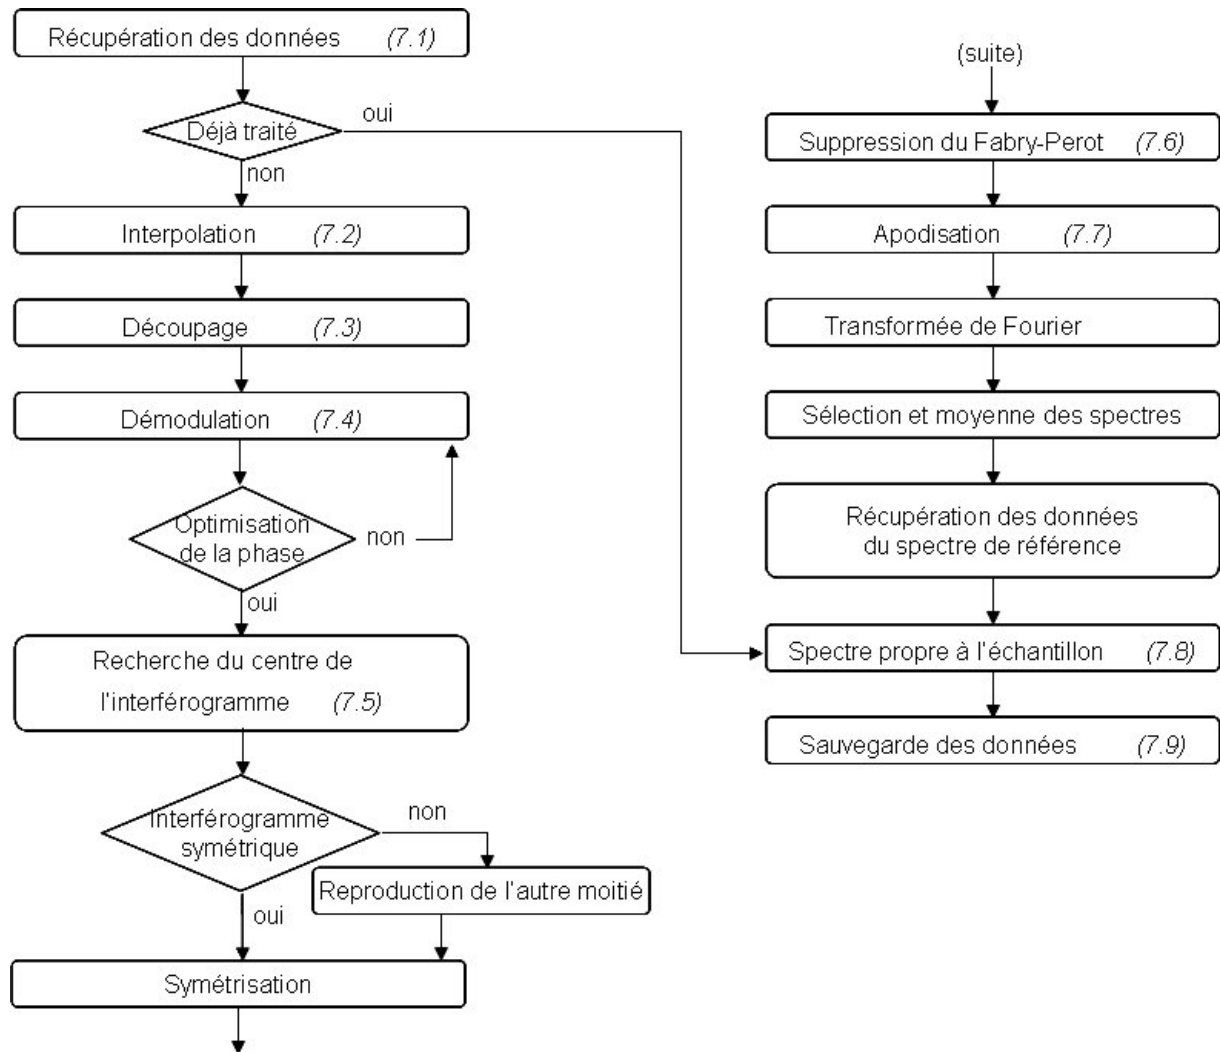 Récupération des données (7.1)
Déjà traité
oui
non
Interpolation (7.2)
Découpage (7.3)
Démodulation (7.4)
Optimisation
de la phase
non
oui
Recherche du centre de
l'interférogramme (7.5)
Interférogramme
symétrique
non
Reproduction de l'autre moitié
oui
Symétrisation
(suite)
Suppression du Fabry-Perot (7.6)
Apodisation (7.7)
Transformée de Fourier
Sélection et moyenne des spectres
Récupération des données
du spectre de référence
Spectre propre à l'échantillon (7.8)
Sauvegarde des données (7.9)